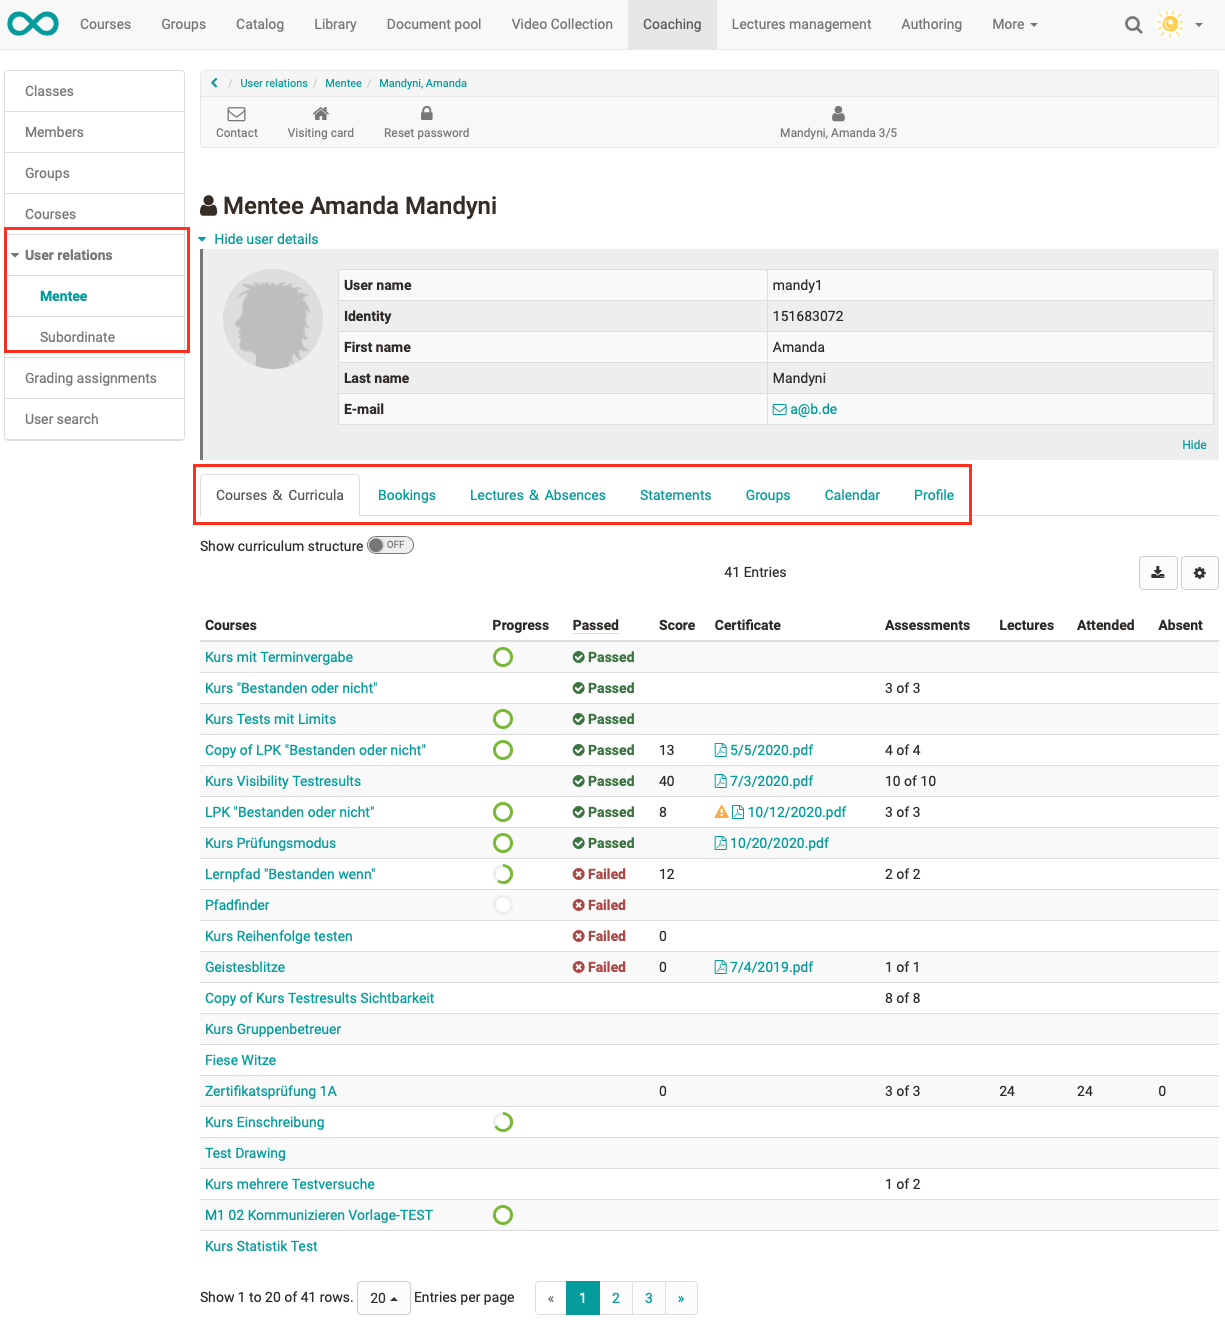 Courses Groups Catalog Library Document pool Video Collection Coaching Lectures management Authoring More
Classes
Members
Groups
Courses
User relations
Mentee
Subordinate
Grading assignments
User search
/ User relations / Mentee / Mandyni, Amanda
Contact Visiting card Reset password Mandyni, Amanda 3/5
Mentee Amanda Mandyni
Hide user details
User name mandy1
Identity 151683072
First name Amanda
Last name Mandyni
E-mail a@b.de
Hide
Courses & Curricula Bookings Lectures & Absences Statements Groups Calendar Profile
Show curriculum structure OFF
41 Entries
Courses Progress Passed Score Certificate Assessments Lectures Attended Absent
Kurs mit Terminvergabe Passed
Kurs "Bestanden oder nicht" Passed 3 of 3
Kurs Tests mit Limits Passed
Copy of LPK "Bestanden oder nicht" Passed 13 5/5/2020.pdf 4 of 4
Kurs Visibility Testresults Passed 40 7/3/2020.pdf 10 of 10
LPK "Bestanden oder nicht" Passed 8 10/12/2020.pdf 3 of 3
Kurs Prüfungsmodus Passed 10/20/2020.pdf
Lernpfad "Bestanden wenn" Failed 12 2 of 2
Pfadfinder Failed
Kurs Reihenfolge testen Failed 0
Geistesblitze Failed 0 7/4/2019.pdf 1 of 1
Copy of Kurs Testresults Sichtbarkeit 8 of 8
Kurs Gruppenbetreuer
Fiese Witze
Zertifikatsprüfung 1A 0 3 of 3 24 24 0
Kurs Einschreibung
Test Drawing
Kurs mehrere Testversuche 1 of 2
M1 02 Kommunizieren Vorlage-TEST
Kurs Statistik Test
Show 1 to 20 of 41 rows. 20 Entries per page « 1 2 3 »